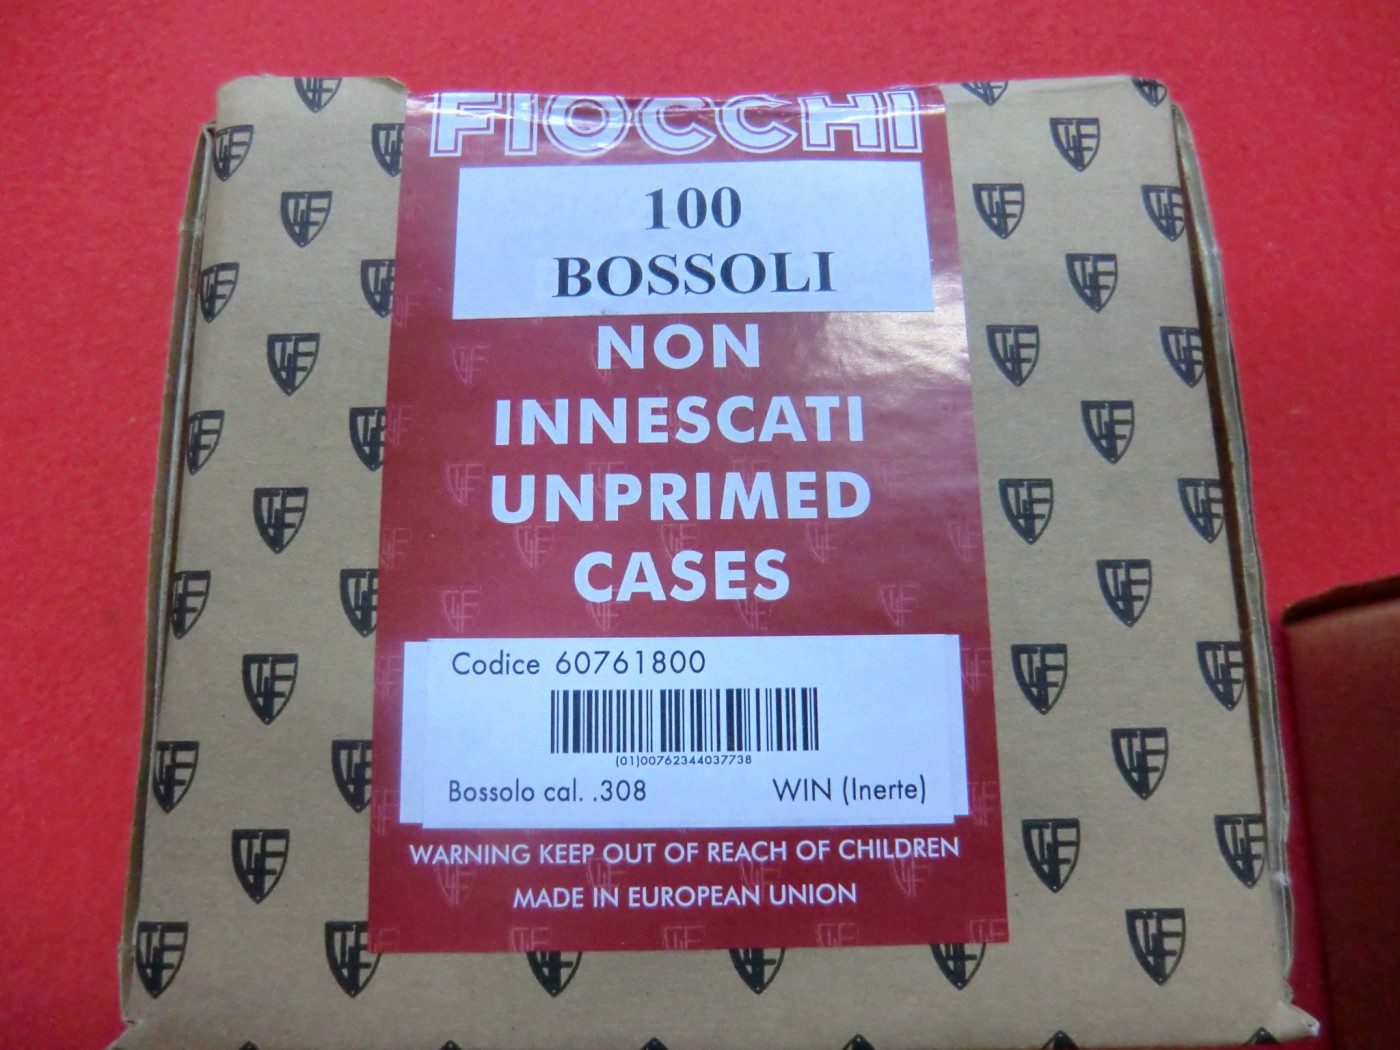 FIOCCHI
100
BOSSOLI
NON
INNESCATI
UNPRIMED
CASES
Codice 60761800
(01)00762344037738
Bossolo cal. .308 WIN (Inerte)
WARNING KEEP OUT OF REACH OF CHILDREN
MADE IN EUROPEAN UNION